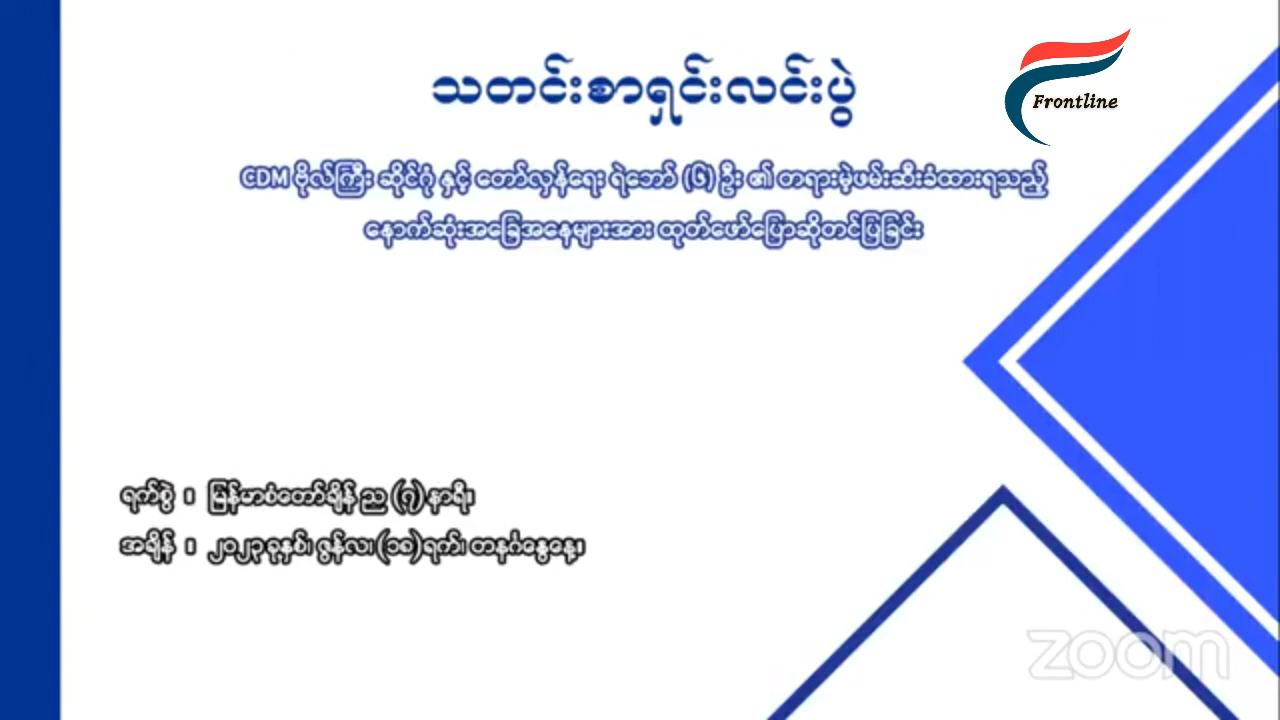 သတင်းစာရှင်းလင်းပွဲ
Frontline
CDM ဗိုလ်ကြီး ဆိုင်ဂုံ နှင့် တော်လှန်ရေး ရဲဘော် (၆) ဦး ၏ တရားမဲ့ဖမ်းဆီးခံထားရသည့်
နောက်ဆုံးအခြေအနေများအား ထုတ်ဖော်ပြောဆိုတင်ပြခြင်း
ရက်စွဲ : မြန်မာစံတော်ချိန် ည (၇) နာရီ။
အချိန် : ၂၀၂၃ ခုနှစ်၊ ဇွန်လ၊ (၁၈) ရက်၊ တနင်္ဂနွေနေ့။
zoom